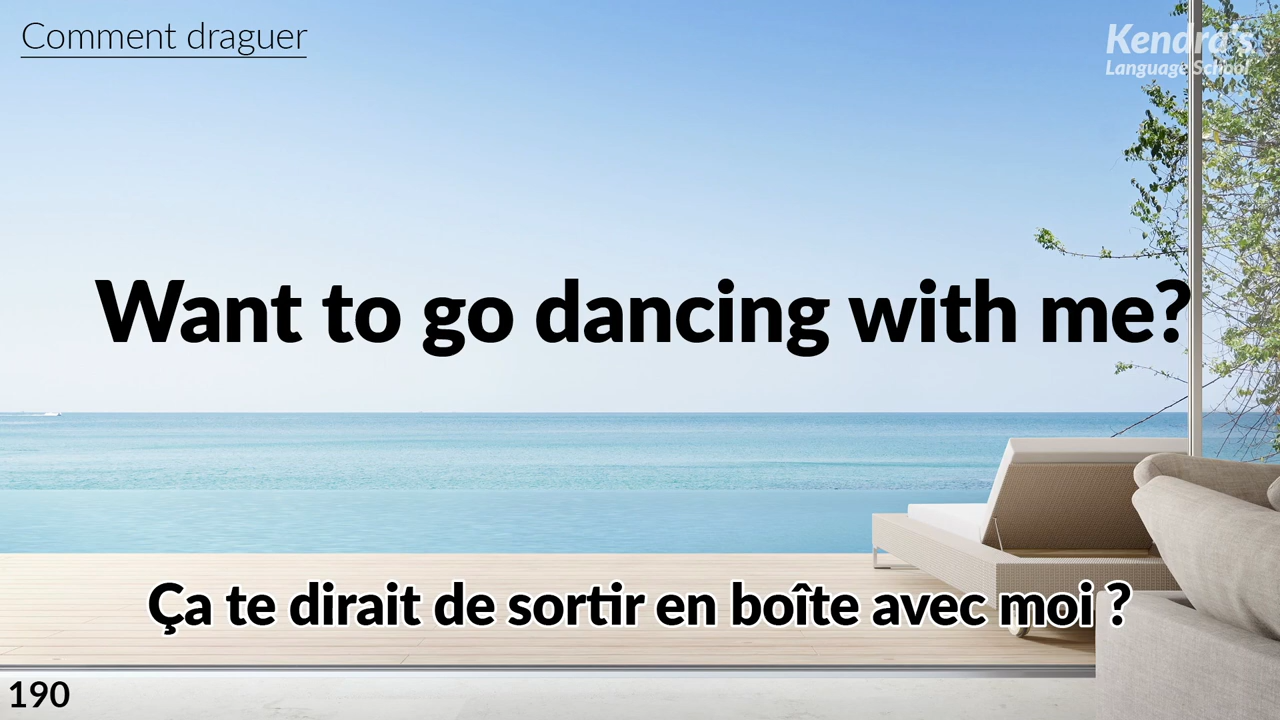 Comment draguer
Kendra's
Language School
Want to go dancing with me?
Ça te dirait de sortir en boîte avec moi ?
190